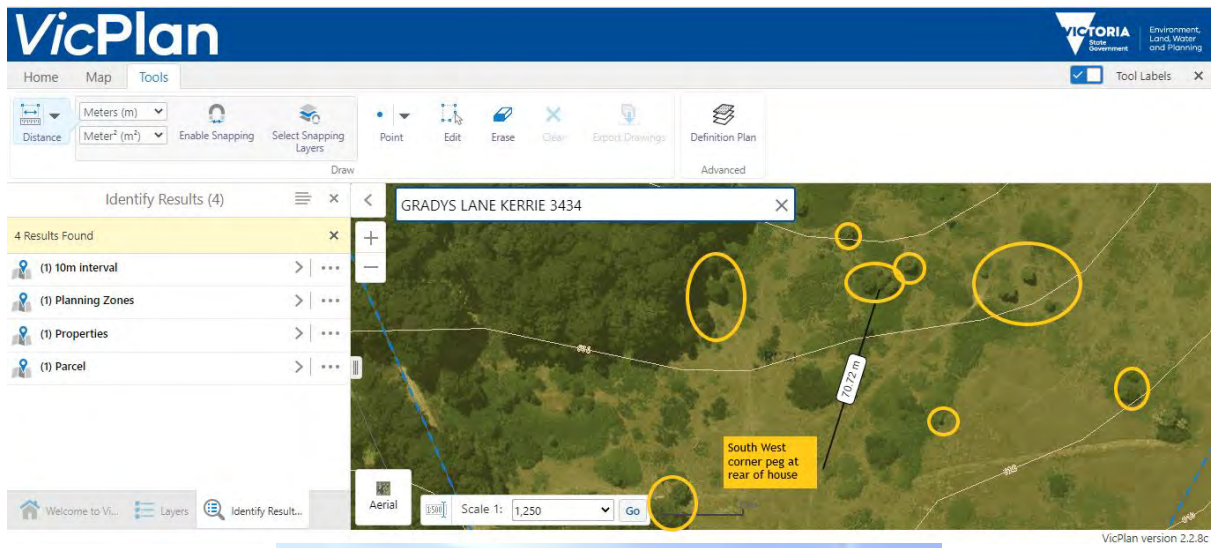 VicPlan
VICTORIA
State
Government
Environment,
Land, Water
and Planning
Home Map Tools
Tool Labels
Meters (m)
Meter² (m²)
Distance
Enable Snapping
Select Snapping
Layers
Point
Edit
Erase
Clear
Export Drawings
Definition Plan
Draw
Advanced
Identify Results (4)
4 Results Found
(1) 10m interval
(1) Planning Zones
(1) Properties
(1) Parcel
GRADYS LANE KERRIE 3434
70.72 m
South West
corner peg at
rear of house
Aerial
Scale 1: 1,250 Go
Welcome to Vi... Layers Identify Result...
VicPlan version 2.2.8c